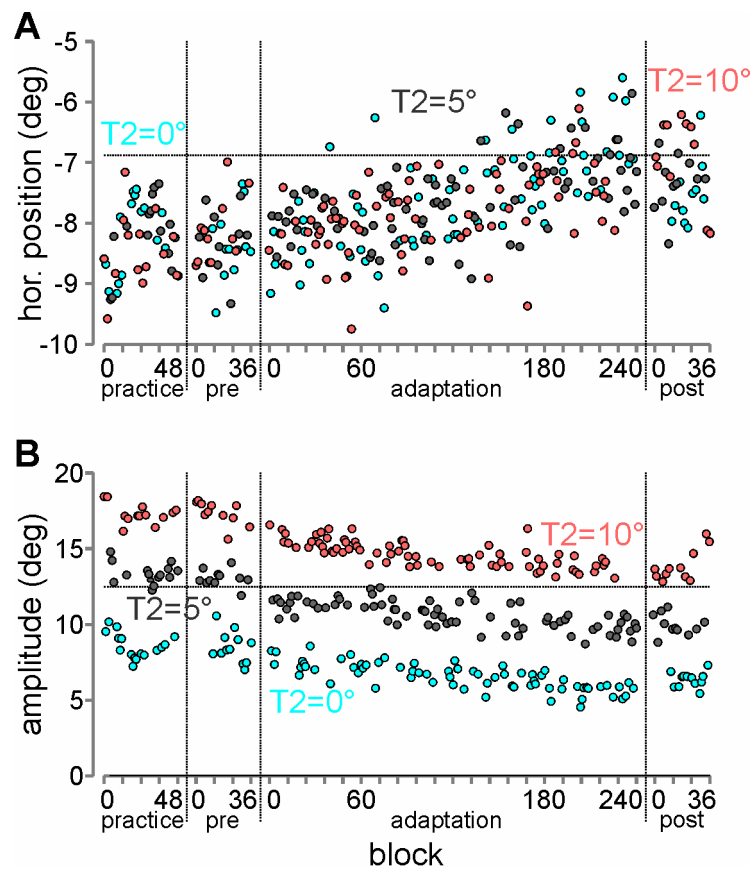 A
hor. position (deg)
-5
-6
-7
-8
-9
-10
T2=0°
T2=5°
T2=10°
0 48 0 36 0 60 180 240 0 36
practice pre adaptation post
B
amplitude (deg)
20
15
10
5
0
T2=10°
T2=5°
T2=0°
0 48 0 36 0 60 180 240 0 36
practice pre adaptation post
block